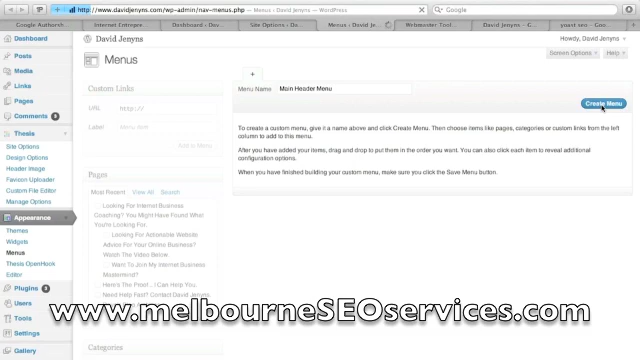 http://www.davidjenyns.com/wp-admin/nav-menus.php
Menus ‹ David Jenyns — WordPress
Google
Google Authorsh...
Internet Entrepre...
Dashboard ‹ Davi...
Site Options ‹ Da...
Menus ‹ David Je...
Webmaster Tool...
David Jenyns – G...
yoast seo – Goo...
Dashboard
Posts
Media
Links
Pages
Comments 3
Thesis
Site Options
Design Options
Header Image
Favicon Uploader
Custom File Editor
Manage Options
Appearance
Themes
Widgets
Menus
Thesis OpenHook
Editor
Plugins 3
Users
Tools
Settings
Gallery
David Jenyns
Howdy, David Jenyns
Screen Options
Help
Menus
Custom Links
URL
http://
Label
Menu Item
Add to Menu
Pages
Most Recent
View All
Search
Looking For Internet Business
Coaching? You Might Have Found What
You're Looking For.
Looking For Actionable Website
Advice For Your Online Business?
Watch The Video Below.
Want To Join My Internet Business
Mastermind?
Here's The Proof... I Can Help You.
Need Help Fast? Contact David Jenyns.
Categories
+
Menu Name
Main Header Menu
Create Menu
To create a custom menu, give it a name above and click Create Menu. Then choose items like pages, categories or custom links from the left
column to add to this menu.
After you have added your items, drag and drop to put them in the order you want. You can also click each item to reveal additional
configuration options.
When you have finished building your custom menu, make sure you click the Save Menu button.
www.melbourneSEOservices.com